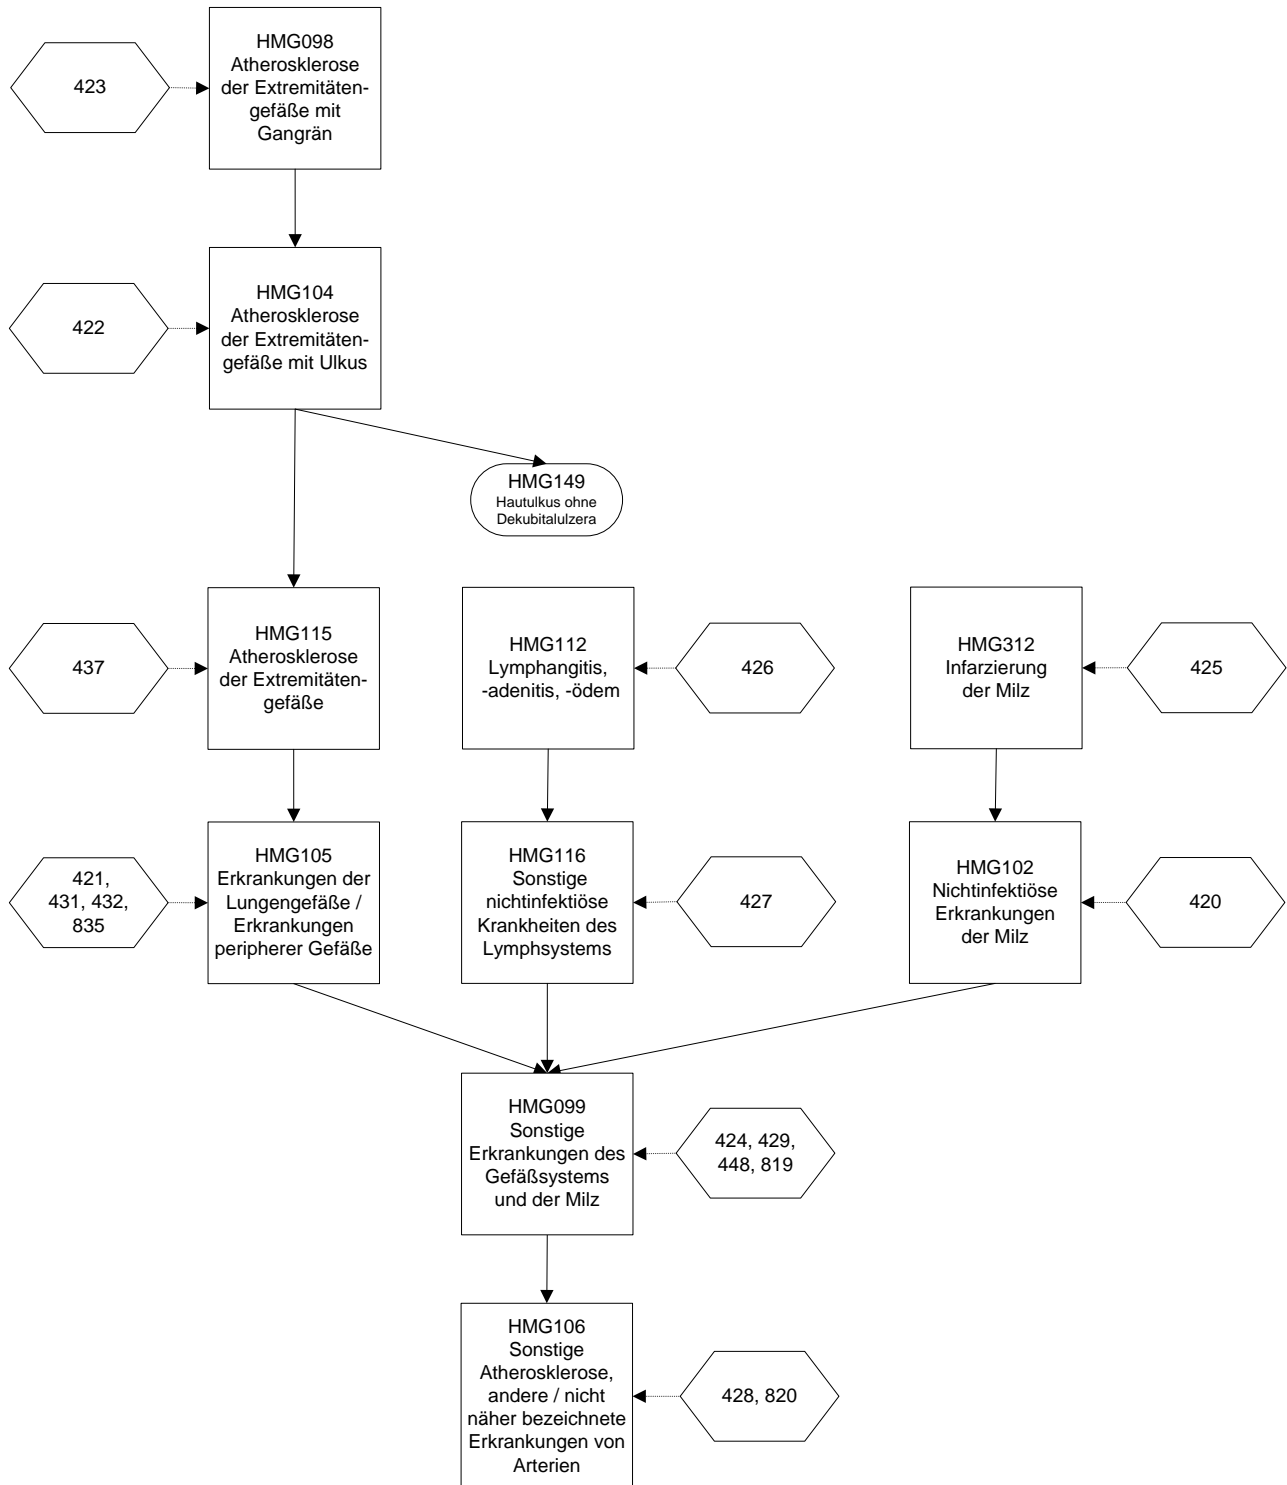 HMG098
Atherosklerose
der Extremitäten-
gefäße mit
Gangrän
423
HMG104
Atherosklerose
der Extremitäten-
gefäße mit Ulkus
422
HMG149
Hautulkus ohne
Dekubitalulzera
437
HMG115
Atherosklerose
der Extremitäten-
gefäße
HMG112
Lymphangitis,
-adenitis, -ödem
426
HMG312
Infarzierung
der Milz
425
421,
431, 432,
835
HMG105
Erkrankungen der
Lungengefäße /
Erkrankungen
peripherer Gefäße
HMG116
Sonstige
nichtinfektiöse
Krankheiten des
Lymphsystems
427
HMG102
Nichtinfektiöse
Erkrankungen
der Milz
420
HMG099
Sonstige
Erkrankungen des
Gefäßsystems
und der Milz
424, 429,
448, 819
HMG106
Sonstige
Atherosklerose,
andere / nicht
näher bezeichnete
Erkrankungen von
Arterien
428, 820